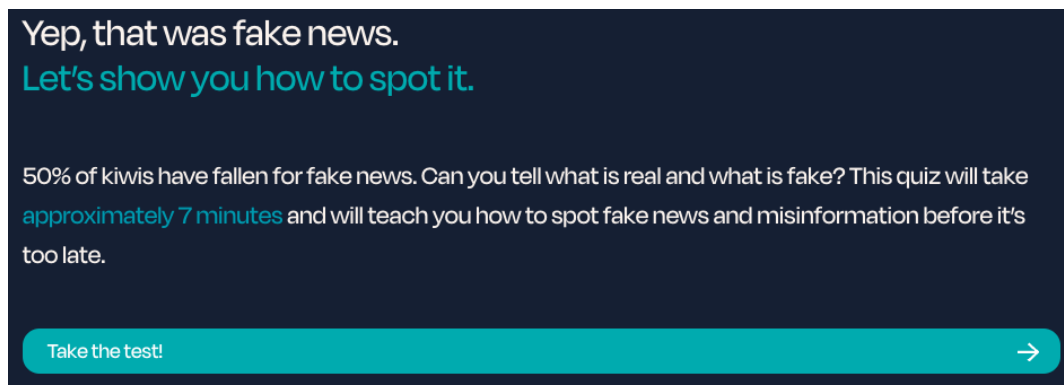 Yep, that was fake news.
Let's show you how to spot it.
50% of kiwis have fallen for fake news. Can you tell what is real and what is fake? This quiz will take
approximately 7 minutes and will teach you how to spot fake news and misinformation before it's
too late.
Take the test!